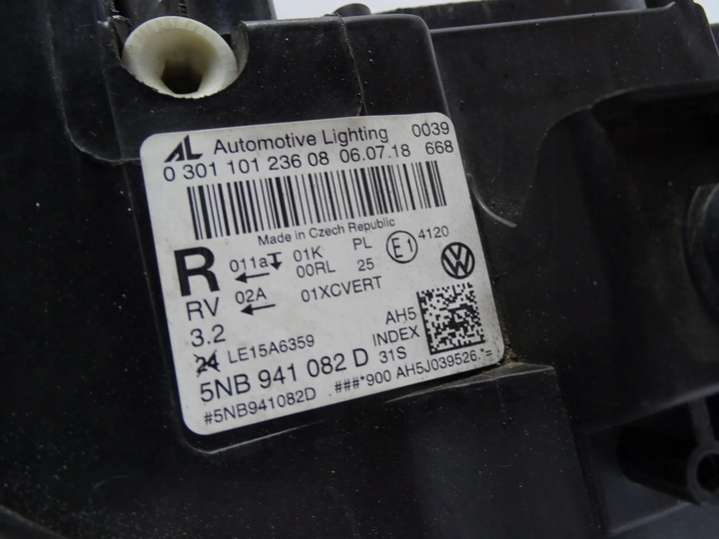 AL Automotive Lighting 0039
0 301 101 236 08 06.07.18 668
Made in Czech Republic
R 011a 01K PL E1 4120
00RL 25
RV 02A 01XCVERT
3.2
24 LE15A6359 AH5
5NB 941 082 D INDEX 31S
#5NB941082D ###*900 AH5J039526.*=